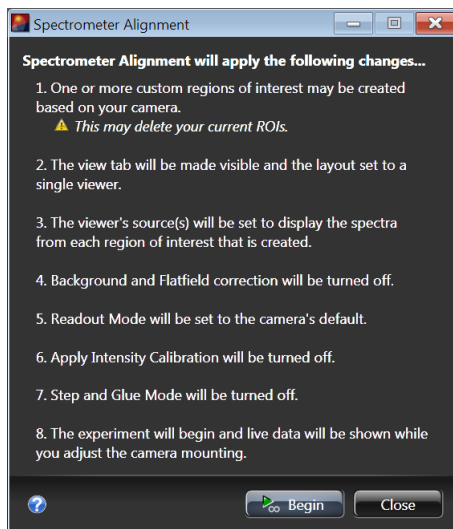 Spectrometer Alignment
Spectrometer Alignment will apply the following changes...
1. One or more custom regions of interest may be created
based on your camera.
This may delete your current ROIs.
2. The view tab will be made visible and the layout set to a
single viewer.
3. The viewer's source(s) will be set to display the spectra
from each region of interest that is created.
4. Background and Flatfield correction will be turned off.
5. Readout Mode will be set to the camera's default.
6. Apply Intensity Calibration will be turned off.
7. Step and Glue Mode will be turned off.
8. The experiment will begin and live data will be shown while
you adjust the camera mounting.
Begin
Close